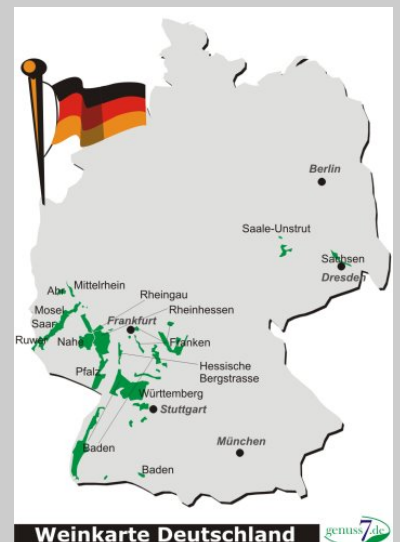 Berlin
Saale-Unstrut
Sachsen
Dresden
Ahr
Mittelrhein
Rheingau
Mosel
Rheinhessen
Saar
Frankfurt
Ruwer
Nahe
Franken
Hessische
Bergstrasse
Pfalz
Württemberg
Stuttgart
Baden
München
Baden
Weinkarte Deutschland
genuss7.de